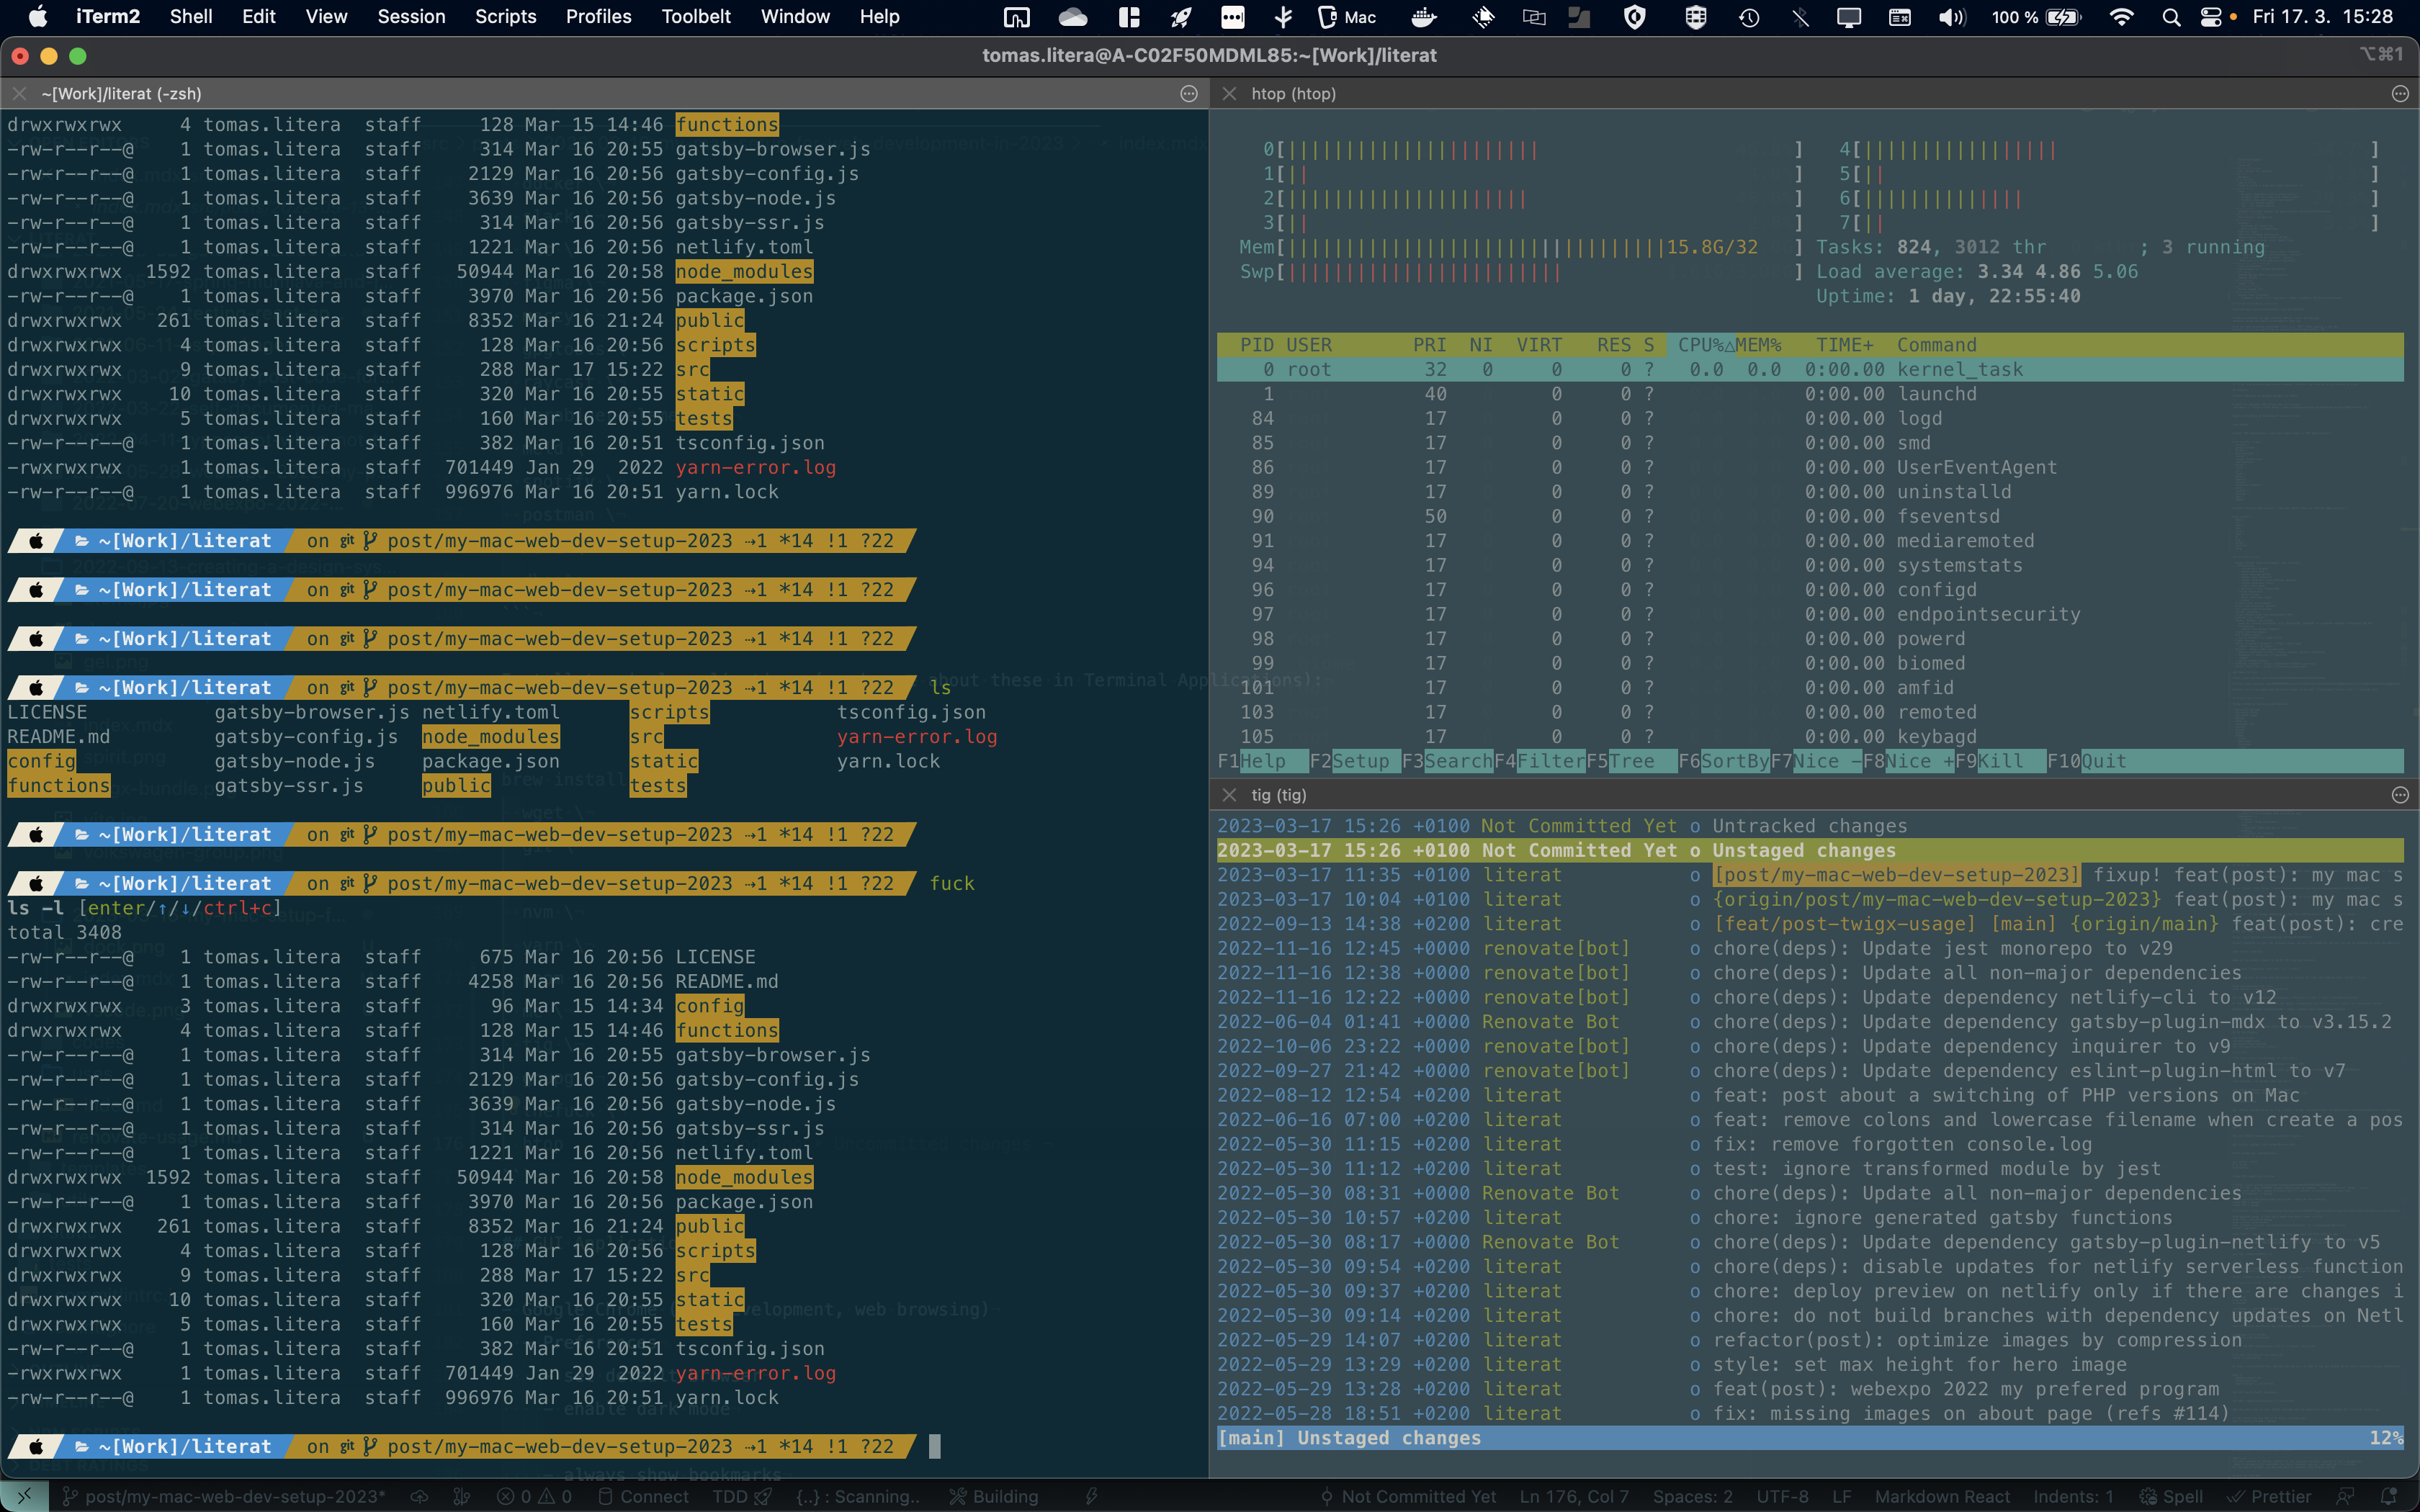 iTerm2 Shell Edit View Session Scripts Profiles Toolbelt Window Help Mac 100 % Fri 17. 3. 15:28
tomas.litera@A-C02F50MDML85:~[Work]/literat ⌥⌘1
~[Work]/literat (-zsh)
drwxrwxrwx 4 tomas.litera staff 128 Mar 15 14:46 functions
-rw-r--r--@ 1 tomas.litera staff 314 Mar 16 20:55 gatsby-browser.js
-rw-r--r--@ 1 tomas.litera staff 2129 Mar 16 20:56 gatsby-config.js
-rw-r--r--@ 1 tomas.litera staff 3639 Mar 16 20:56 gatsby-node.js
-rw-r--r--@ 1 tomas.litera staff 314 Mar 16 20:56 gatsby-ssr.js
-rw-r--r--@ 1 tomas.litera staff 1221 Mar 16 20:56 netlify.toml
drwxrwxrwx 1592 tomas.litera staff 50944 Mar 16 20:58 node_modules
-rw-r--r--@ 1 tomas.litera staff 3970 Mar 16 20:56 package.json
drwxrwxrwx 261 tomas.litera staff 8352 Mar 16 21:24 public
drwxrwxrwx 4 tomas.litera staff 128 Mar 16 20:56 scripts
drwxrwxrwx 9 tomas.litera staff 288 Mar 17 15:22 src
drwxrwxrwx 10 tomas.litera staff 320 Mar 16 20:55 static
drwxrwxrwx 5 tomas.litera staff 160 Mar 16 20:55 tests
-rw-r--r--@ 1 tomas.litera staff 382 Mar 16 20:51 tsconfig.json
-rwxrwxrwx 1 tomas.litera staff 701449 Jan 29 2022 yarn-error.log
-rw-r--r--@ 1 tomas.litera staff 996976 Mar 16 20:51 yarn.lock
~[Work]/literat on git post/my-mac-web-dev-setup-2023 ⇢1 *14 !1 ?22
~[Work]/literat on git post/my-mac-web-dev-setup-2023 ⇢1 *14 !1 ?22
~[Work]/literat on git post/my-mac-web-dev-setup-2023 ⇢1 *14 !1 ?22
~[Work]/literat on git post/my-mac-web-dev-setup-2023 ⇢1 *14 !1 ?22 ls
LICENSE gatsby-browser.js netlify.toml scripts tsconfig.json
README.md gatsby-config.js node_modules src yarn-error.log
config gatsby-node.js package.json static yarn.lock
functions gatsby-ssr.js public tests
~[Work]/literat on git post/my-mac-web-dev-setup-2023 ⇢1 *14 !1 ?22
~[Work]/literat on git post/my-mac-web-dev-setup-2023 ⇢1 *14 !1 ?22 fuck
ls -l [enter/↑/↓/ctrl+c]
total 3408
-rw-r--r--@ 1 tomas.litera staff 675 Mar 16 20:56 LICENSE
-rw-r--r--@ 1 tomas.litera staff 4258 Mar 16 20:56 README.md
drwxrwxrwx 3 tomas.litera staff 96 Mar 15 14:34 config
drwxrwxrwx 4 tomas.litera staff 128 Mar 15 14:46 functions
-rw-r--r--@ 1 tomas.litera staff 314 Mar 16 20:55 gatsby-browser.js
-rw-r--r--@ 1 tomas.litera staff 2129 Mar 16 20:56 gatsby-config.js
-rw-r--r--@ 1 tomas.litera staff 3639 Mar 16 20:56 gatsby-node.js
-rw-r--r--@ 1 tomas.litera staff 314 Mar 16 20:56 gatsby-ssr.js
-rw-r--r--@ 1 tomas.litera staff 1221 Mar 16 20:56 netlify.toml
drwxrwxrwx 1592 tomas.litera staff 50944 Mar 16 20:58 node_modules
-rw-r--r--@ 1 tomas.litera staff 3970 Mar 16 20:56 package.json
drwxrwxrwx 261 tomas.litera staff 8352 Mar 16 21:24 public
drwxrwxrwx 4 tomas.litera staff 128 Mar 16 20:56 scripts
drwxrwxrwx 9 tomas.litera staff 288 Mar 17 15:22 src
drwxrwxrwx 10 tomas.litera staff 320 Mar 16 20:55 static
drwxrwxrwx 5 tomas.litera staff 160 Mar 16 20:55 tests
-rw-r--r--@ 1 tomas.litera staff 382 Mar 16 20:51 tsconfig.json
-rwxrwxrwx 1 tomas.litera staff 701449 Jan 29 2022 yarn-error.log
-rw-r--r--@ 1 tomas.litera staff 996976 Mar 16 20:51 yarn.lock
~[Work]/literat on git post/my-mac-web-dev-setup-2023 ⇢1 *14 !1 ?22
htop (htop)
0[ ] 4[ ]
1[ ] 5[ ]
2[ ] 6[ ]
3[ ] 7[ ]
Mem[ 15.8G/32 ] Tasks: 824, 3012 thr ; 3 running
Swp[ ] Load average: 3.34 4.86 5.06
Uptime: 1 day, 22:55:40
PID USER PRI NI VIRT RES S CPU%△MEM% TIME+ Command
0 root 32 0 0 0 ? 0.0 0.0 0:00.00 kernel_task
1 40 0 0 ? 0:00.00 launchd
84 17 0 0 ? 0:00.00 logd
85 17 0 0 ? 0:00.00 smd
86 17 0 0 ? 0:00.00 UserEventAgent
89 17 0 0 ? 0:00.00 uninstalld
90 50 0 0 ? 0:00.00 fseventsd
91 17 0 0 ? 0:00.00 mediaremoted
94 17 0 0 ? 0:00.00 systemstats
96 17 0 0 ? 0:00.00 configd
97 17 0 0 ? 0:00.00 endpointsecurity
98 17 0 0 ? 0:00.00 powerd
99 17 0 0 ? 0:00.00 biomed
101 17 0 0 ? 0:00.00 amfid
103 17 0 0 ? 0:00.00 remoted
105 17 0 0 ? 0:00.00 keybagd
F1Help F2Setup F3SearchF4FilterF5Tree F6SortByF7Nice -F8Nice +F9Kill F10Quit
tig (tig)
2023-03-17 15:26 +0100 Not Committed Yet o Untracked changes
2023-03-17 15:26 +0100 Not Committed Yet o Unstaged changes
2023-03-17 11:35 +0100 literat o [post/my-mac-web-dev-setup-2023] fixup! feat(post): my mac s
2023-03-17 10:04 +0100 literat o {origin/post/my-mac-web-dev-setup-2023} feat(post): my mac s
2022-09-13 14:38 +0200 literat o [feat/post-twigx-usage] [main] {origin/main} feat(post): cre
2022-11-16 12:45 +0000 renovate[bot] o chore(deps): Update jest monorepo to v29
2022-11-16 12:38 +0000 renovate[bot] o chore(deps): Update all non-major dependencies
2022-11-16 12:22 +0000 renovate[bot] o chore(deps): Update dependency netlify-cli to v12
2022-06-04 01:41 +0000 Renovate Bot o chore(deps): Update dependency gatsby-plugin-mdx to v3.15.2
2022-10-06 23:22 +0000 renovate[bot] o chore(deps): Update dependency inquirer to v9
2022-09-27 21:42 +0000 renovate[bot] o chore(deps): Update dependency eslint-plugin-html to v7
2022-08-12 12:54 +0200 literat o feat: post about a switching of PHP versions on Mac
2022-06-16 07:00 +0200 literat o feat: remove colons and lowercase filename when create a pos
2022-05-30 11:15 +0200 literat o fix: remove forgotten console.log
2022-05-30 11:12 +0200 literat o test: ignore transformed module by jest
2022-05-30 08:31 +0000 Renovate Bot o chore(deps): Update all non-major dependencies
2022-05-30 10:57 +0200 literat o chore: ignore generated gatsby functions
2022-05-30 08:17 +0000 Renovate Bot o chore(deps): Update dependency gatsby-plugin-netlify to v5
2022-05-30 09:54 +0200 literat o chore(deps): disable updates for netlify serverless function
2022-05-30 09:37 +0200 literat o chore: deploy preview on netlify only if there are changes i
2022-05-30 09:14 +0200 literat o chore: do not build branches with dependency updates on Netl
2022-05-29 14:07 +0200 literat o refactor(post): optimize images by compression
2022-05-29 13:29 +0200 literat o style: set max height for hero image
2022-05-29 13:28 +0200 literat o feat(post): webexpo 2022 my prefered program
2022-05-28 18:51 +0200 literat o fix: missing images on about page (refs #114)
[main] Unstaged changes 12%
post/my-mac-web-dev-setup-2023* 0 0 Connect TDD {..} : Scanning.. Building Not Committed Yet Ln 176, Col 7 Spaces: 2 UTF-8 LF Markdown React Indents: 1 Spell Prettier